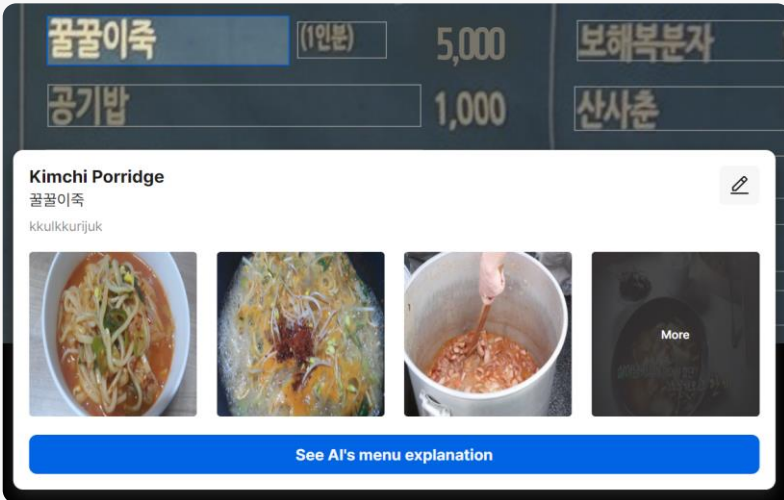 꿀꿀이죽 (1인분) 5,000 보해복분자
공기밥 1,000 산사춘
Kimchi Porridge
꿀꿀이죽
kkulkkurijuk
More
See AI's menu explanation